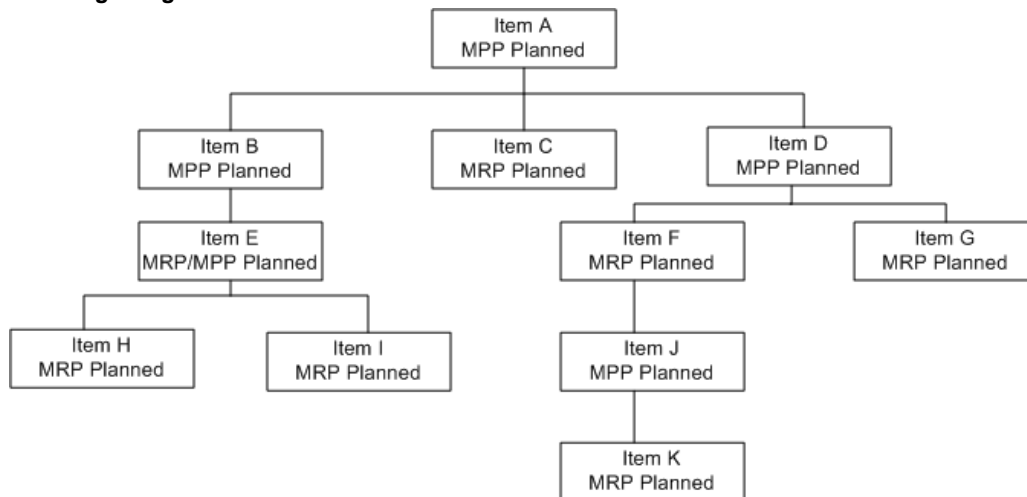 Item A
MPP Planned
Item B
MPP Planned
Item C
MRP Planned
Item D
MPP Planned
Item E
MRP/MPP Planned
Item F
MRP Planned
Item G
MRP Planned
Item H
MRP Planned
Item I
MRP Planned
Item J
MPP Planned
Item K
MRP Planned